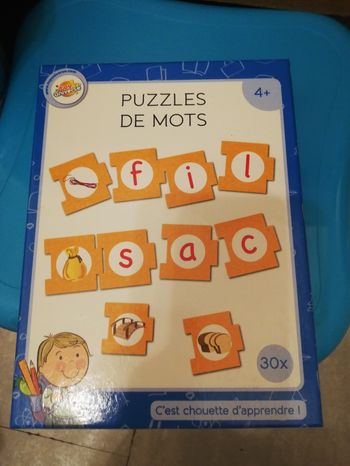 PUZZLES
DE MOTS
4+
f i l
s a c
30x
C'est chouette d'apprendre !